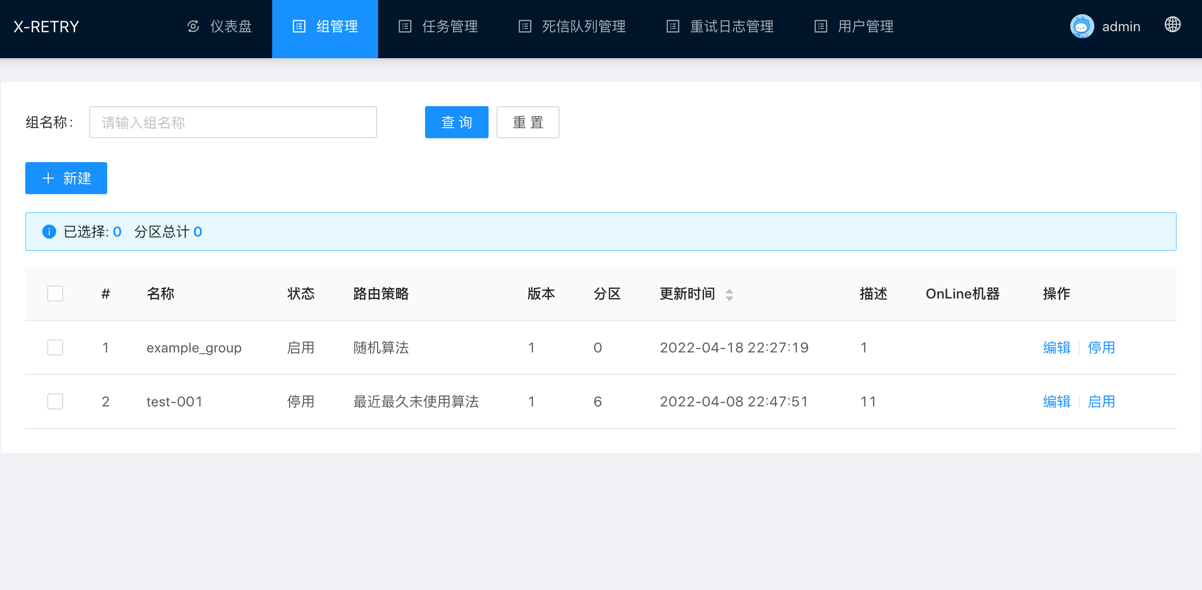 X-RETRY 仪表盘 组管理 任务管理 死信队列管理 重试日志管理 用户管理 admin
组名称: 请输入组名称 查 询 重 置
新建
已选择: 0 分区总计 0
# 名称 状态 路由策略 版本 分区 更新时间 描述 OnLine机器 操作
1 example_group 启用 随机算法 1 0 2022-04-18 22:27:19 1 编辑 停用
2 test-001 停用 最近最久未使用算法 1 6 2022-04-08 22:47:51 11 编辑 启用